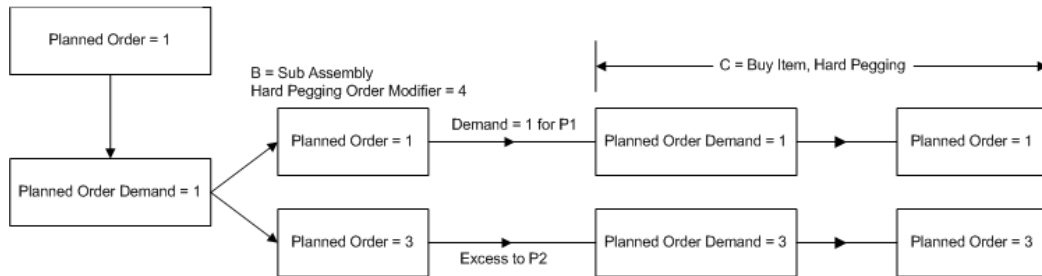 Planned Order = 1
B = Sub Assembly
Hard Pegging Order Modifier = 4
C = Buy Item, Hard Pegging
Planned Order Demand = 1
Planned Order = 1
Demand = 1 for P1
Planned Order Demand = 1
Planned Order = 1
Planned Order = 3
Excess to P2
Planned Order Demand = 3
Planned Order = 3